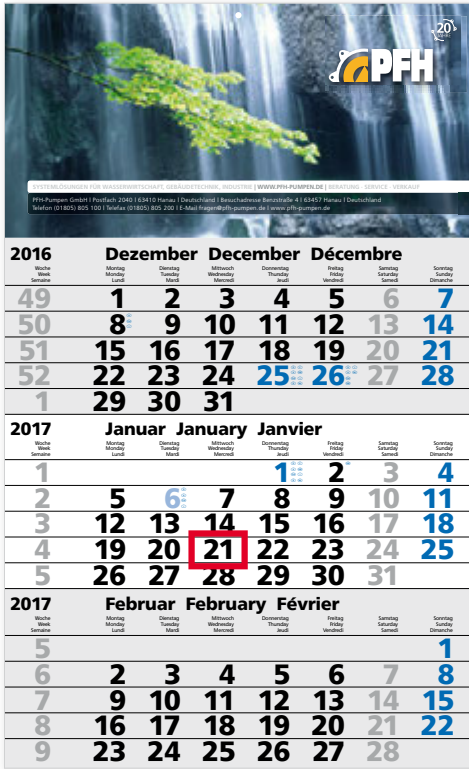 20
JAHRE
PFH
SYSTEMLÖSUNGEN FÜR WASSERWIRTSCHAFT, GEBÄUDETECHNIK, INDUSTRIE | WWW.PFH-PUMPEN.DE | BERATUNG · SERVICE · VERKAUF
PFH-Pumpen GmbH | Postfach 2040 | 63410 Hanau | Deutschland | Besuchadresse Benzstraße 4 | 63457 Hanau | Deutschland
Telefon (01805) 805 100 | Telefax (01805) 805 200 | E-Mail fragen@pfh-pumpen.de | www.pfh-pumpen.de
2016 Dezember December Décembre
Woche Montag Dienstag Mittwoch Donnerstag Freitag Samstag Sonntag
Week Monday Tuesday Wednesday Thursday Friday Saturday Sunday
Semaine Lundi Mardi Mercredi Jeudi Vendredi Samedi Dimanche
49 1 2 3 4 5 6 7
50 8 9 10 11 12 13 14
51 15 16 17 18 19 20 21
52 22 23 24 25 26 27 28
1 29 30 31
2017 Januar January Janvier
Woche Montag Dienstag Mittwoch Donnerstag Freitag Samstag Sonntag
Week Monday Tuesday Wednesday Thursday Friday Saturday Sunday
Semaine Lundi Mardi Mercredi Jeudi Vendredi Samedi Dimanche
1 1 2 3 4
2 5 6 7 8 9 10 11
3 12 13 14 15 16 17 18
4 19 20 21 22 23 24 25
5 26 27 28 29 30 31
2017 Februar February Février
Woche Montag Dienstag Mittwoch Donnerstag Freitag Samstag Sonntag
Week Monday Tuesday Wednesday Thursday Friday Saturday Sunday
Semaine Lundi Mardi Mercredi Jeudi Vendredi Samedi Dimanche
5 1
6 2 3 4 5 6 7 8
7 9 10 11 12 13 14 15
8 16 17 18 19 20 21 22
9 23 24 25 26 27 28